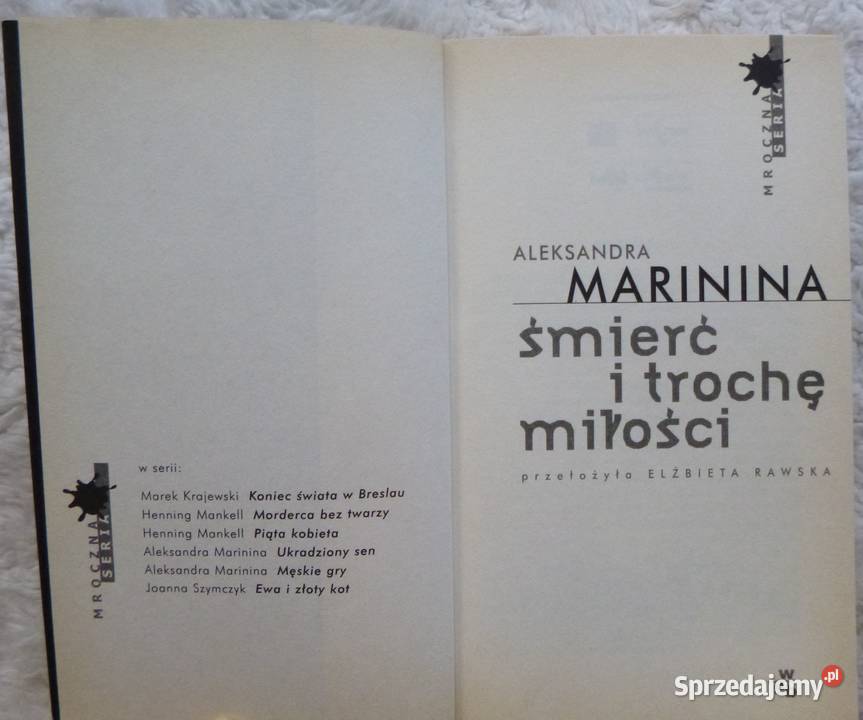 w serii:
Marek Krajewski Koniec świata w Breslau
Henning Mankell Morderca bez twarzy
Henning Mankell Piąta kobieta
Aleksandra Marinina Ukradziony sen
Aleksandra Marinina Męskie gry
Joanna Szymczyk Ewa i złoty kot
MROCZNA
SERIA
MROCZNA
SERIA
ALEKSANDRA
MARININA
śmierć
i trochę
miłości
przełożyła ELŻBIETA RAWSKA
W
Sprzedajemy.pl